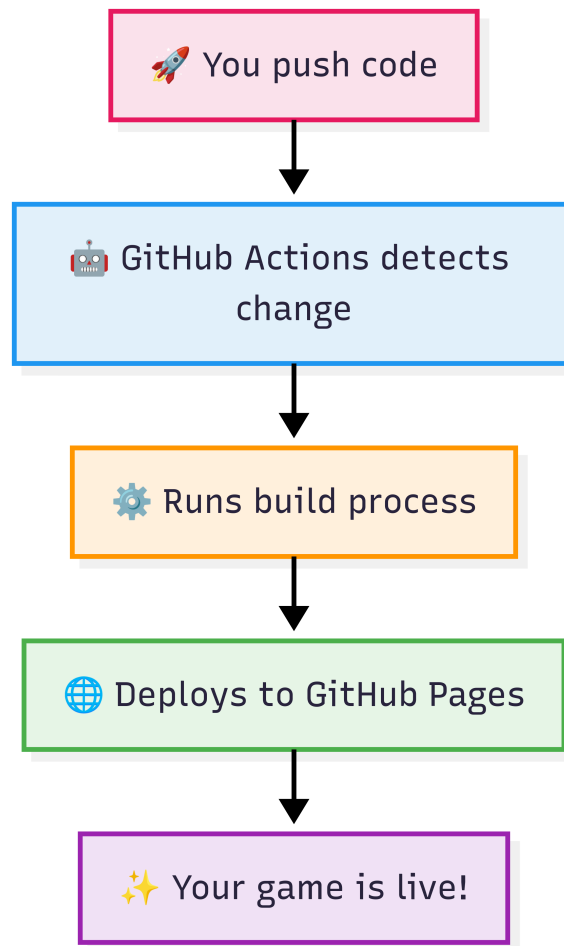 🚀 You push code
🤖 GitHub Actions detects
change
⚙️ Runs build process
🌐 Deploys to GitHub Pages
✨ Your game is live!